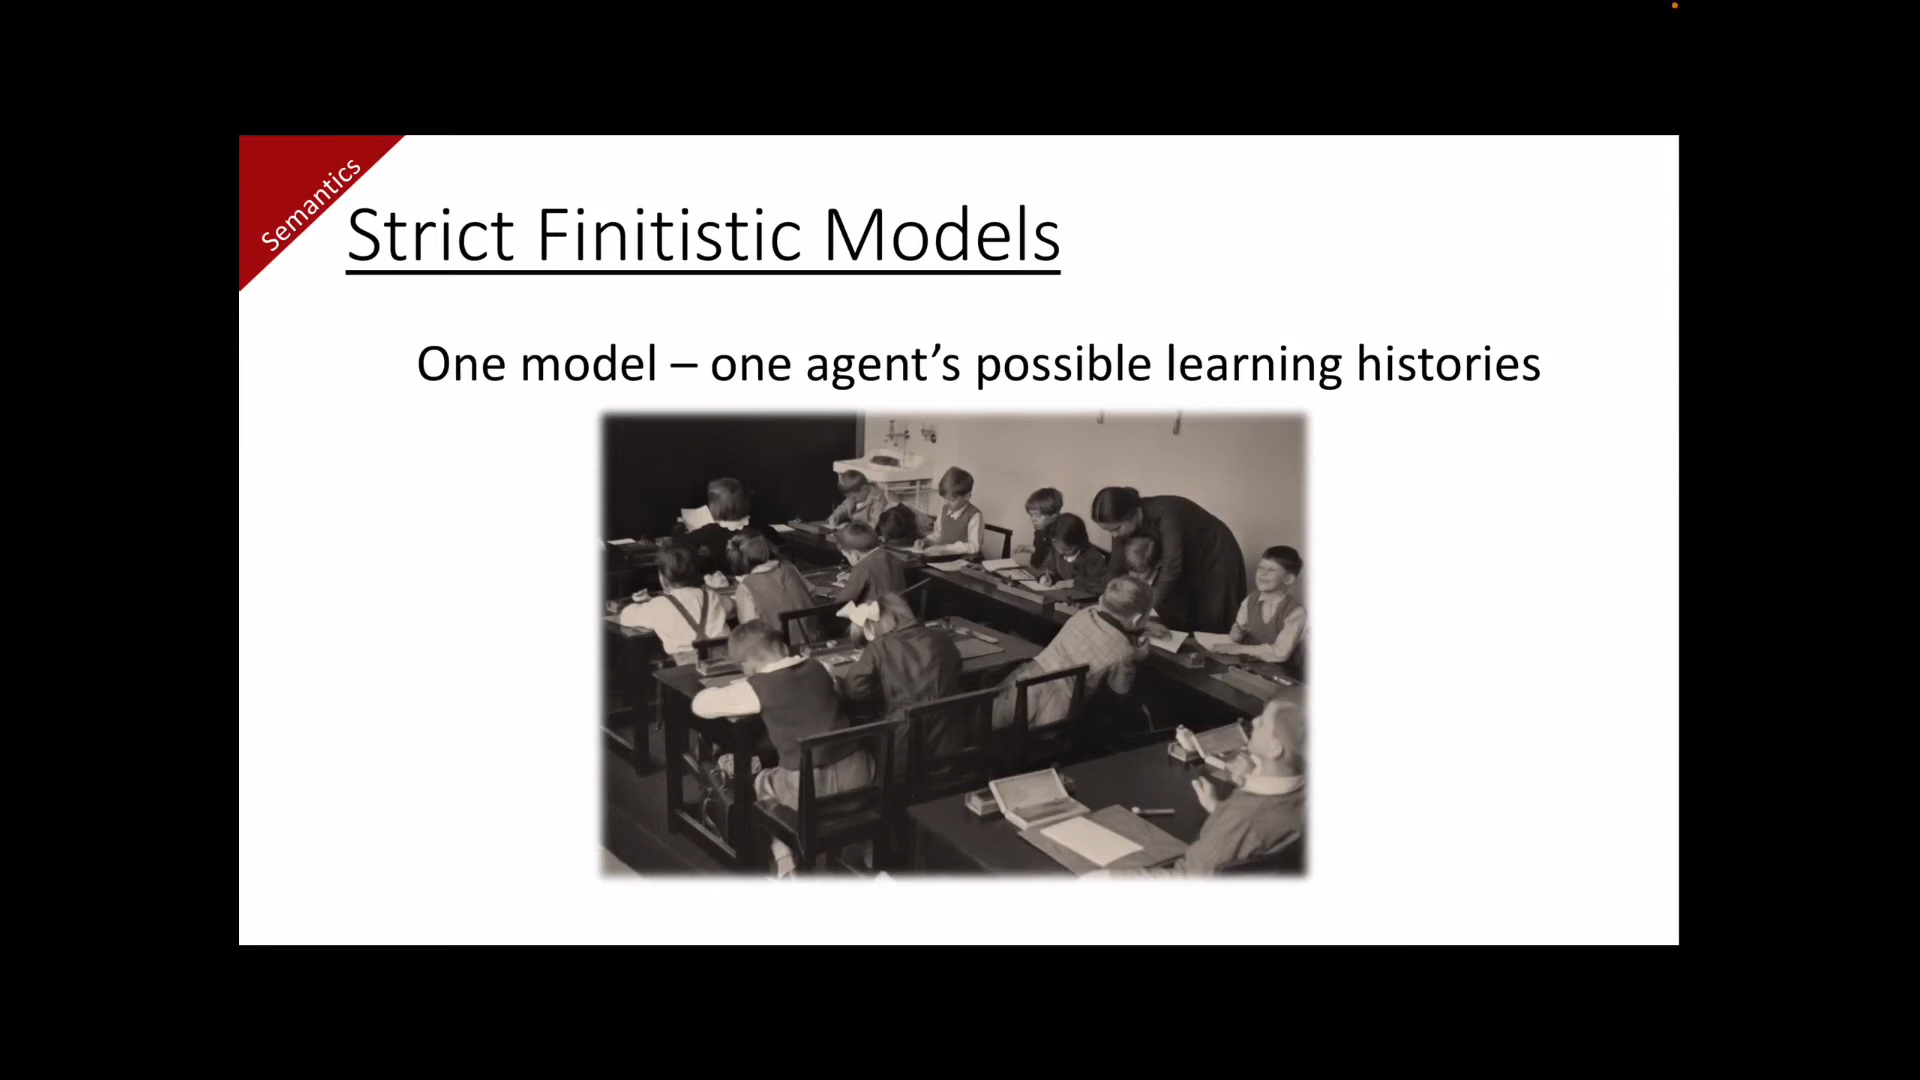 Semantics
Strict Finitistic Models
One model – one agent’s possible learning histories